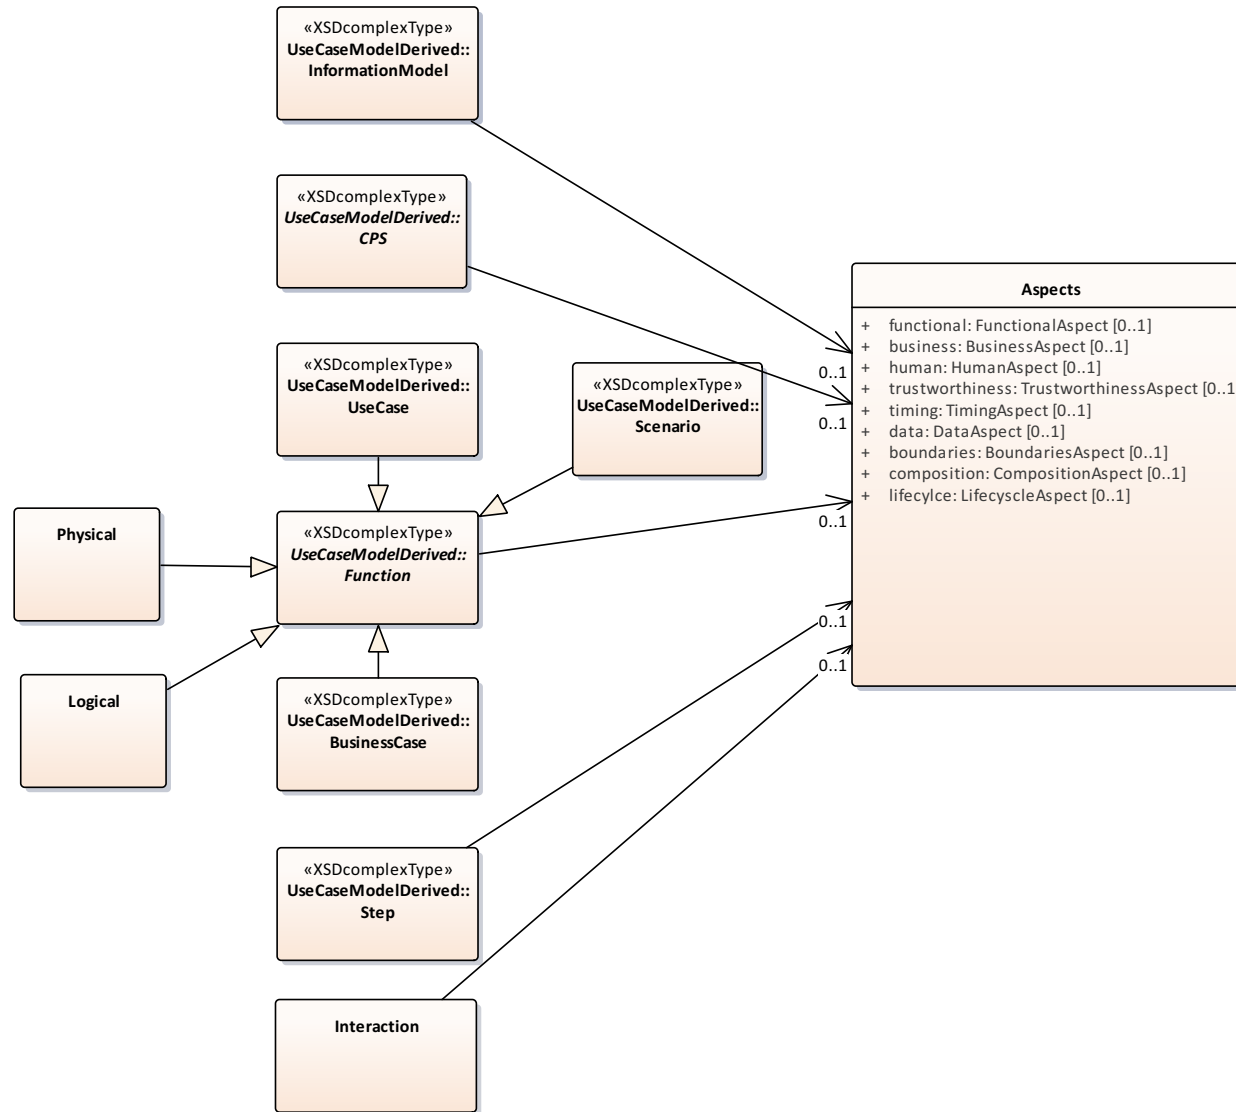 «XSDcomplexType»
UseCaseModelDerived::
InformationModel
«XSDcomplexType»
UseCaseModelDerived::
CPS
«XSDcomplexType»
UseCaseModelDerived::
UseCase
«XSDcomplexType»
UseCaseModelDerived::
Scenario
Physical
«XSDcomplexType»
UseCaseModelDerived::
Function
Logical
«XSDcomplexType»
UseCaseModelDerived::
BusinessCase
«XSDcomplexType»
UseCaseModelDerived::
Step
Interaction
0..1
0..1
0..1
0..1
0..1
Aspects
+ functional: FunctionalAspect [0..1]
+ business: BusinessAspect [0..1]
+ human: HumanAspect [0..1]
+ trustworthiness: TrustworthinessAspect [0..1
+ timing: TimingAspect [0..1]
+ data: DataAspect [0..1]
+ boundaries: BoundariesAspect [0..1]
+ composition: CompositionAspect [0..1]
+ lifecylce: LifecyscleAspect [0..1]